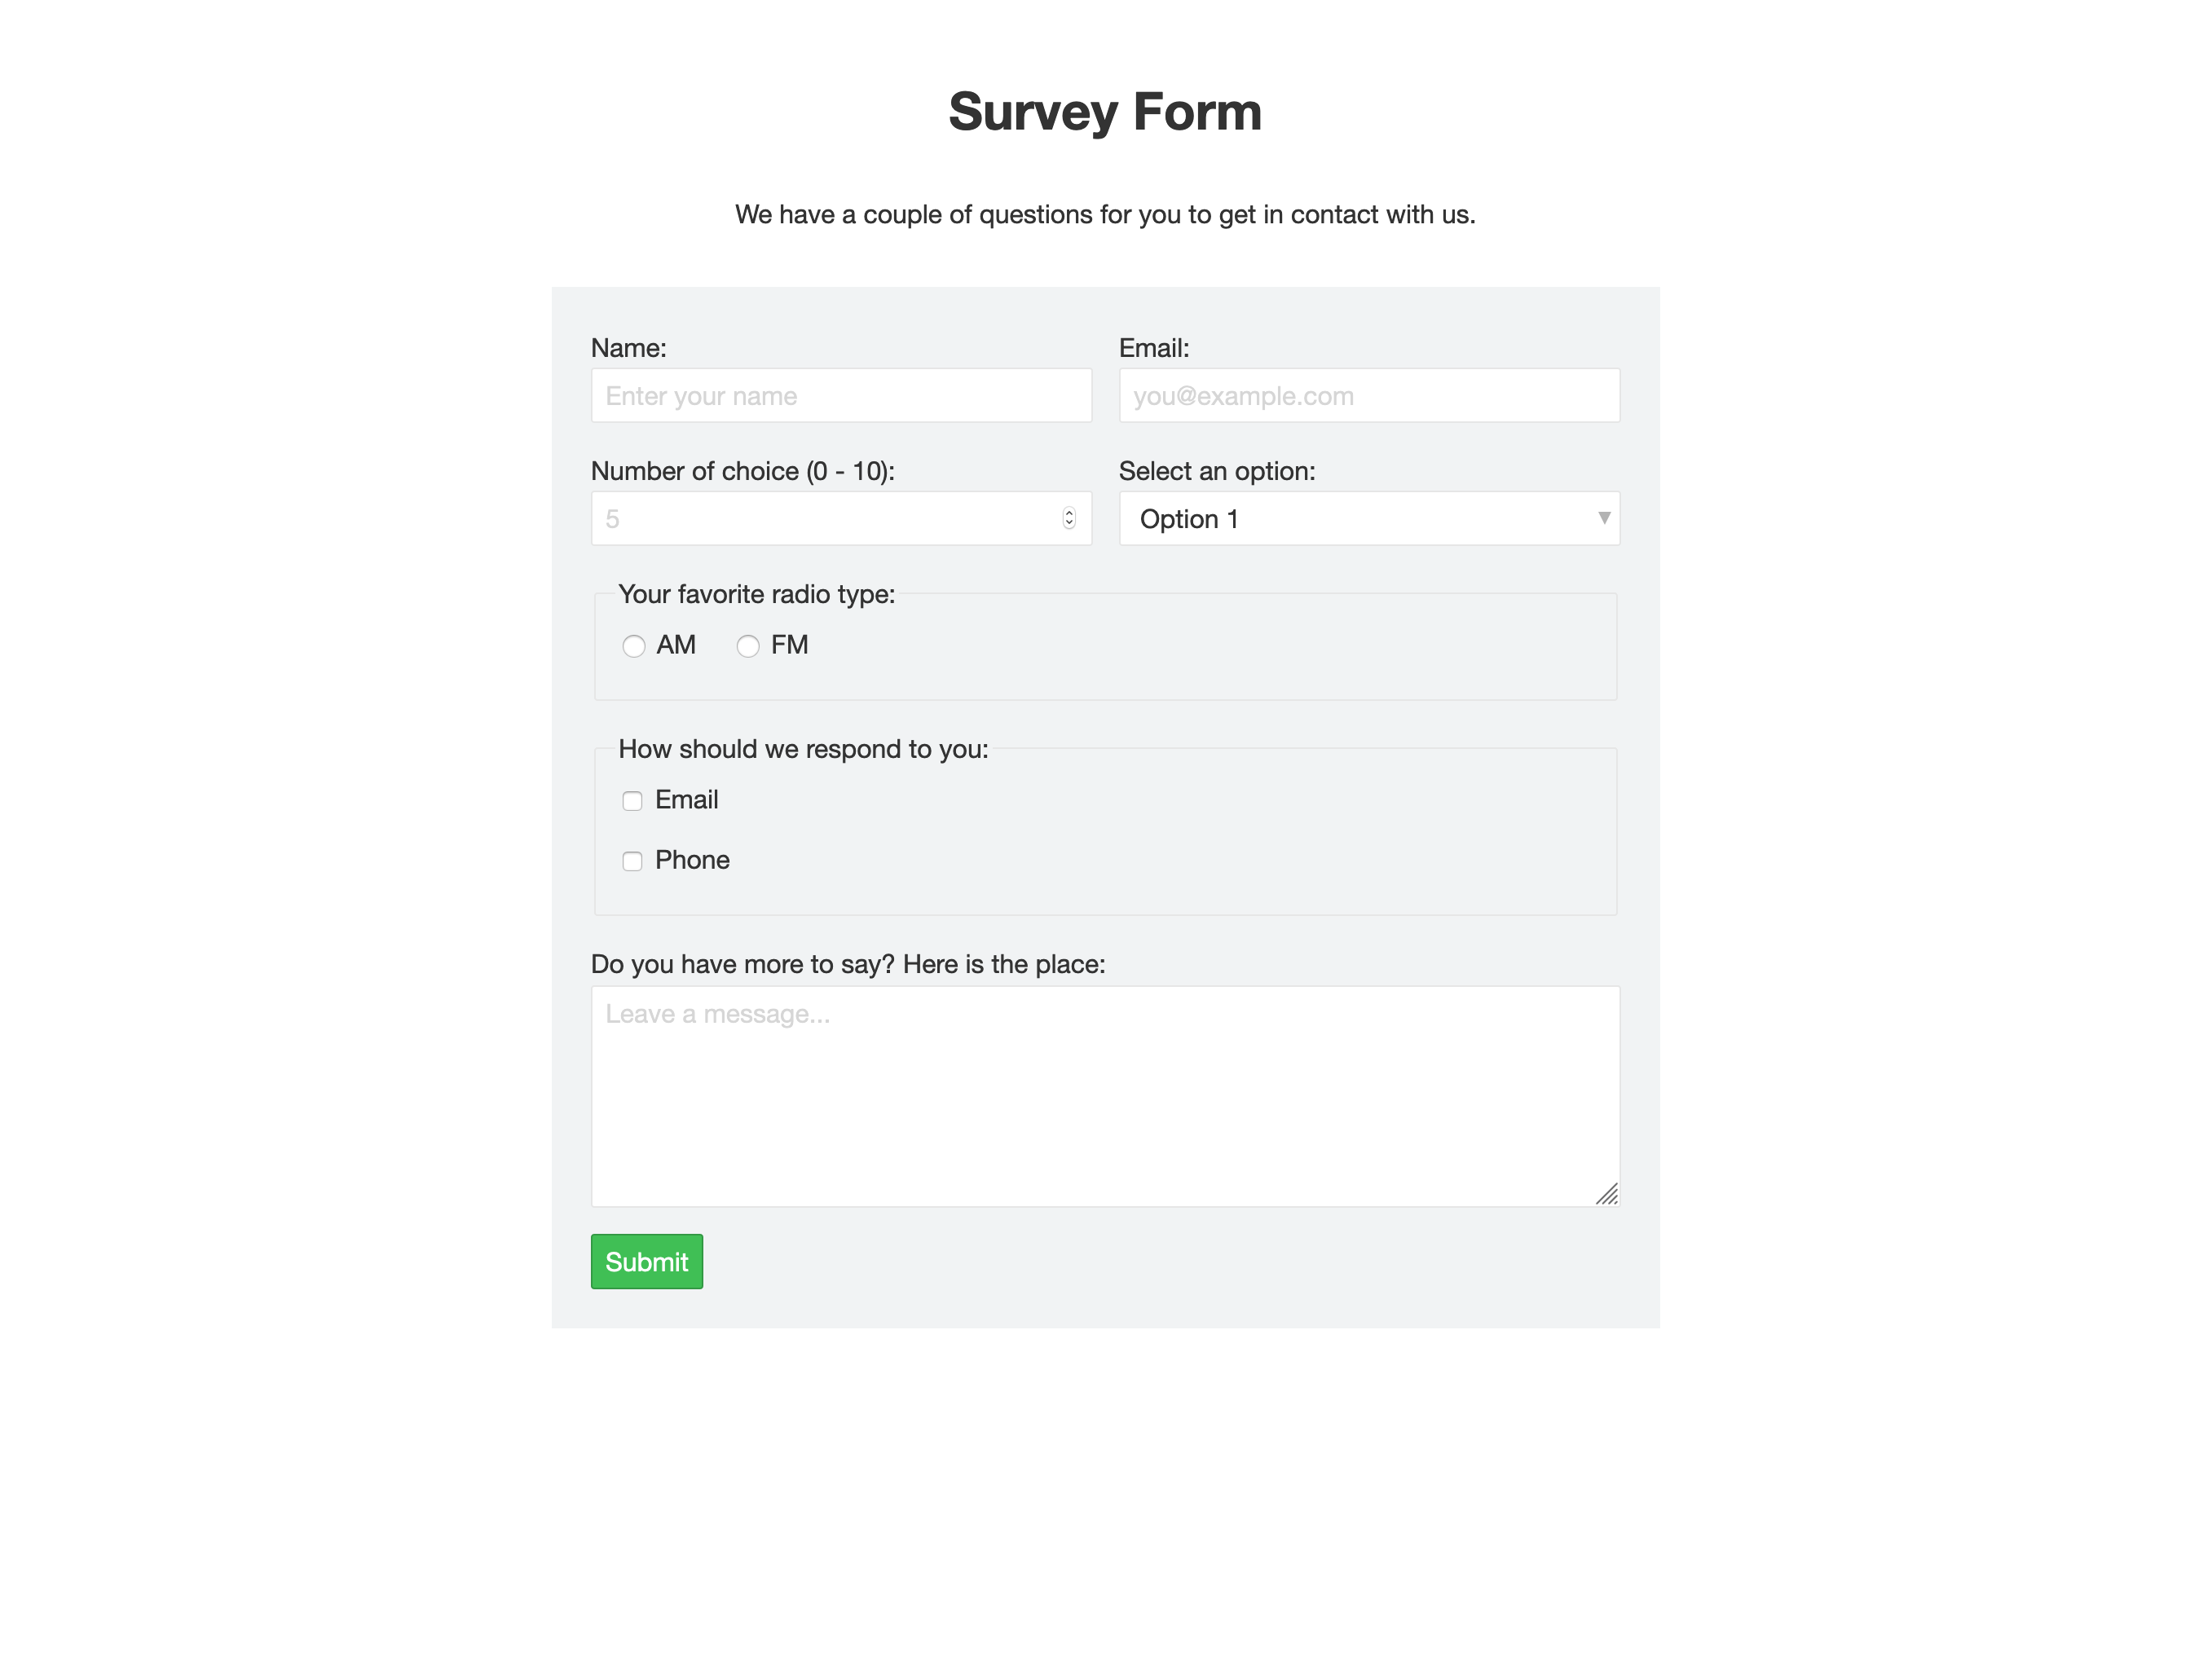 Survey Form
We have a couple of questions for you to get in contact with us.
Name:
Email:
Enter your name
you@example.com
Number of choice (0 - 10):
Select an option:
5
Option 1
Your favorite radio type:
AM
FM
How should we respond to you:
Email
Phone
Do you have more to say? Here is the place:
Leave a message...
Submit